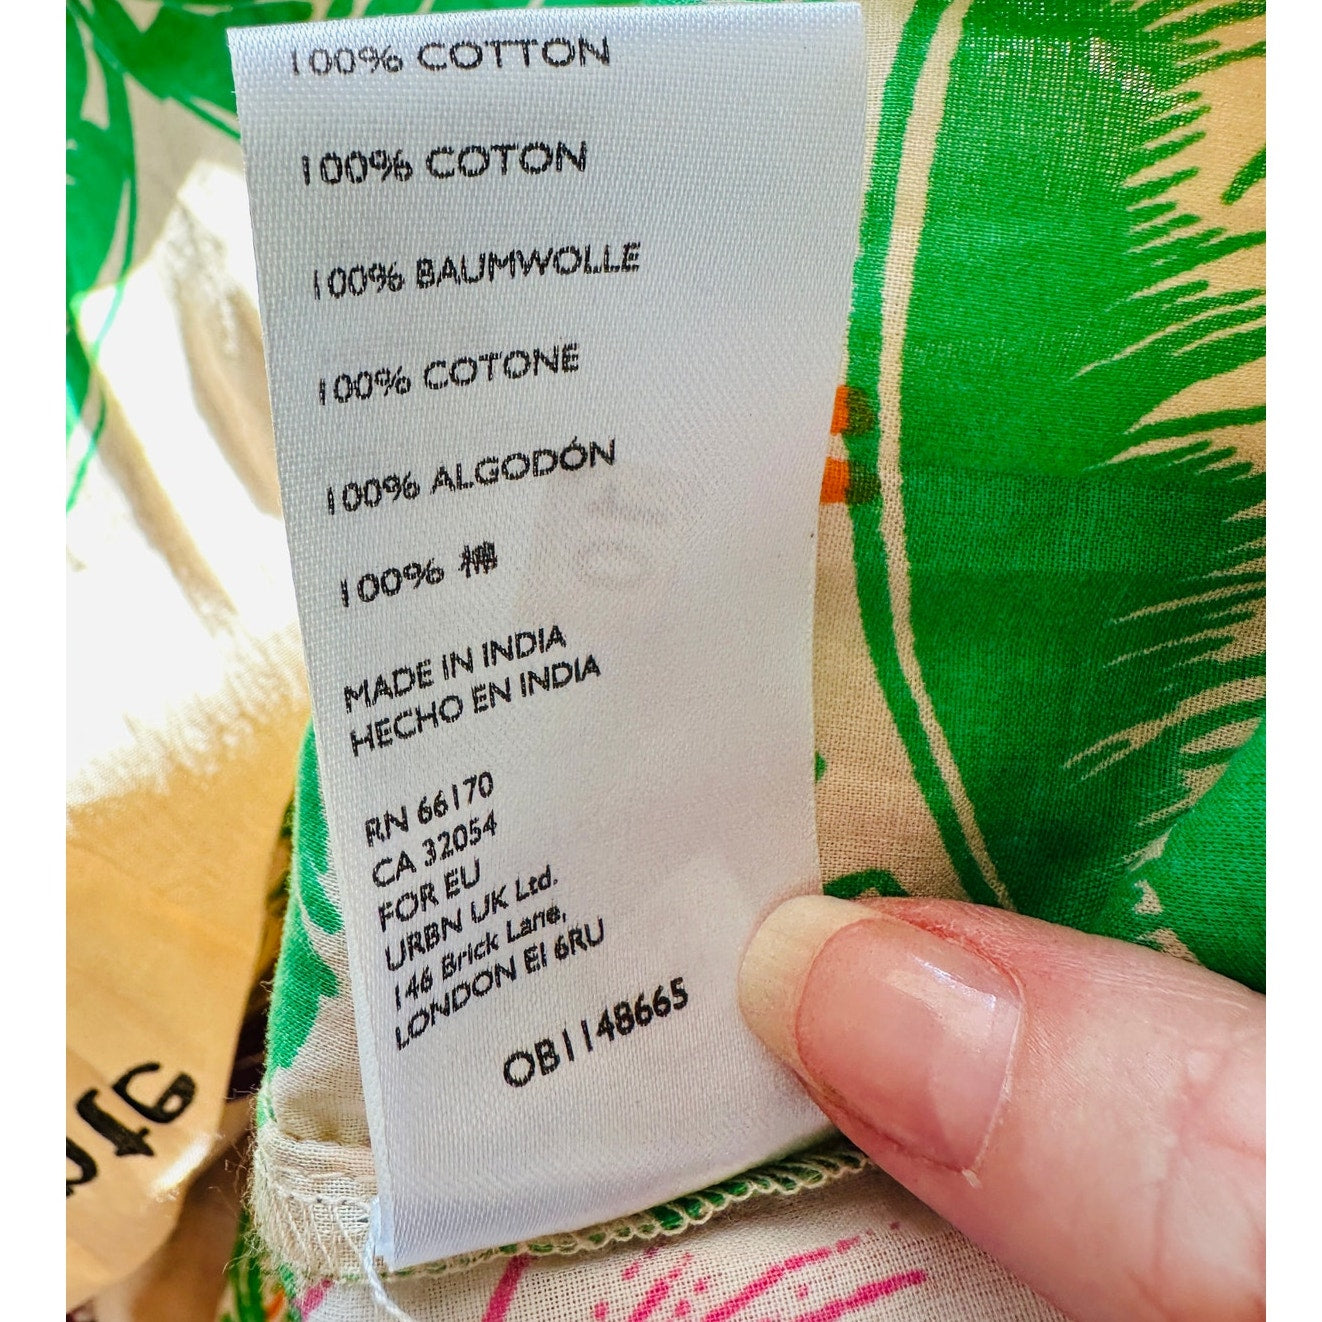 100% COTTON
100% COTON
100% BAUMWOLLE
100% COTONE
100% ALGODÓN
100% 棉
MADE IN INDIA
HECHO EN INDIA
RN 66170
CA 32054
FOR EU
URBN UK Ltd.
146 Brick Lane,
LONDON EI 6RU
OB1148665